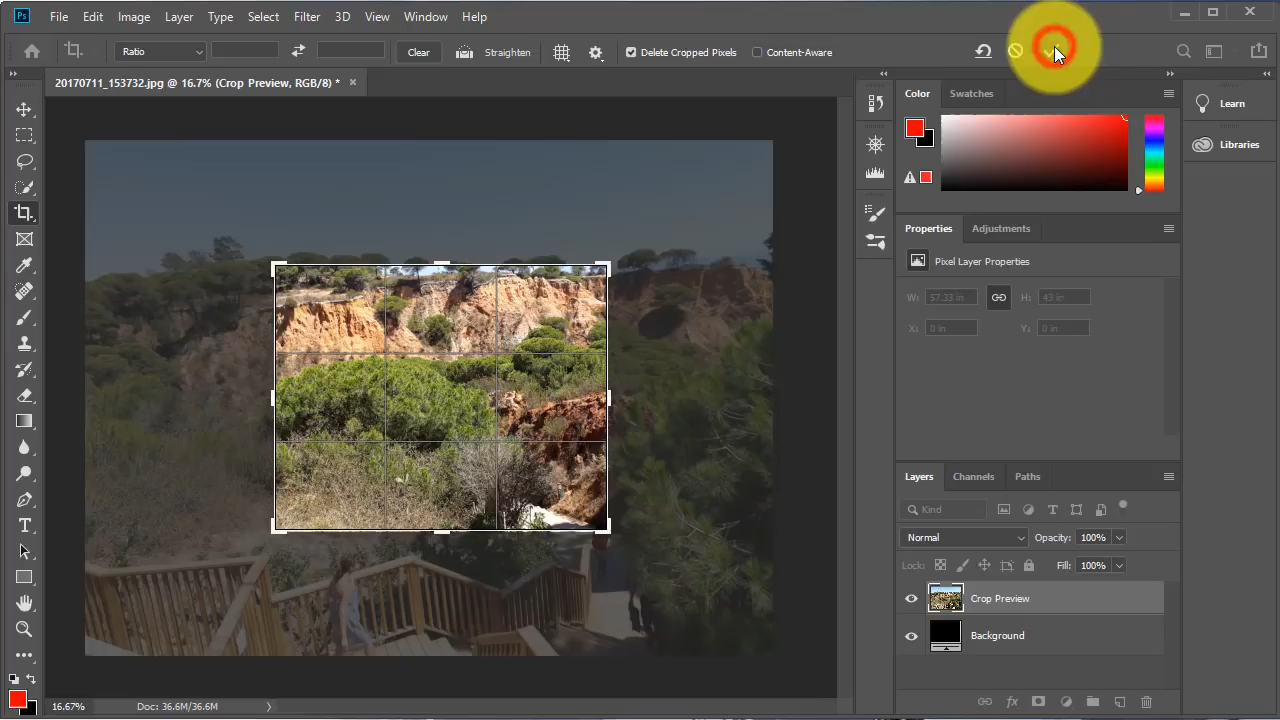 Ps File Edit Image Layer Type Select Filter 3D View Window Help
Ratio Clear Straighten Delete Cropped Pixels Content-Aware
20170711_153732.jpg @ 16.7% (Crop Preview, RGB/8) *
Color Swatches
Learn
Libraries
Properties Adjustments
Pixel Layer Properties
W: 57.33 in H: 43 in
X: 0 in Y: 0 in
Layers Channels Paths
Kind
Normal Opacity: 100%
Lock: Fill: 100%
Crop Preview
Background
16.67% Doc: 36.6M/36.6M